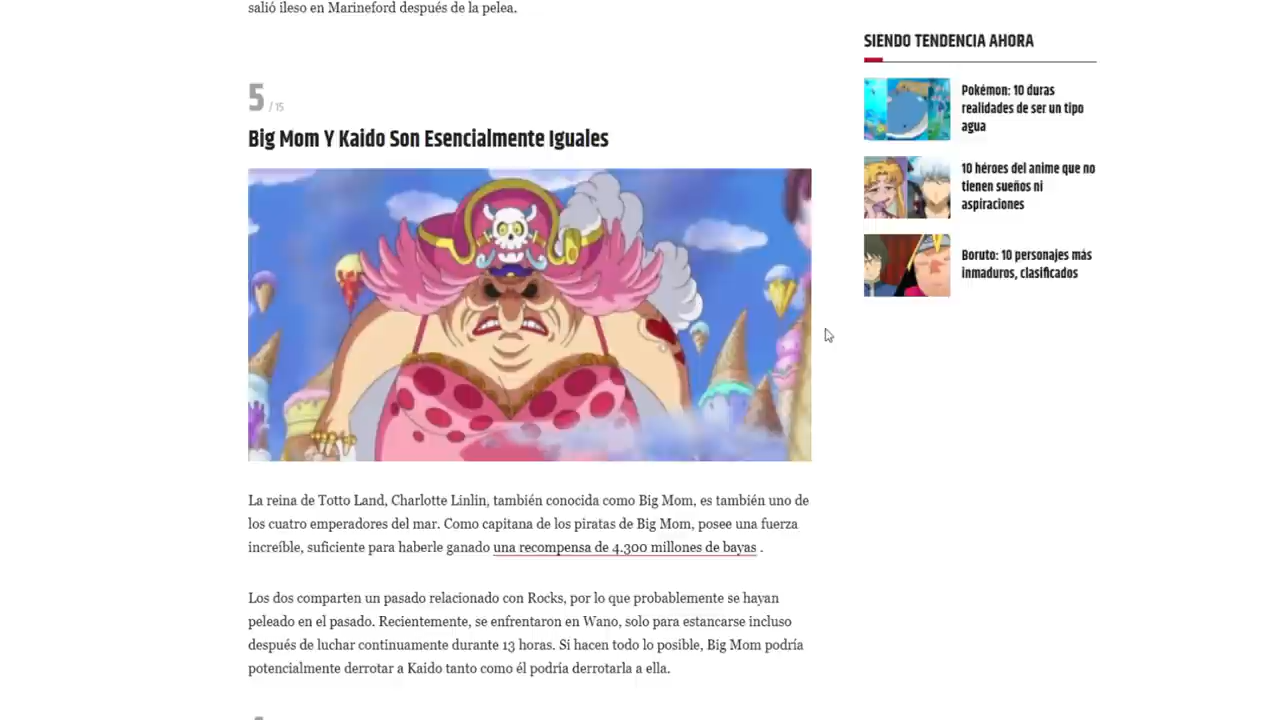 salió ileso en Marineford después de la pelea.
5 / 15
Big Mom Y Kaido Son Esencialmente Iguales
La reina de Totto Land, Charlotte Linlin, también conocida como Big Mom, es también uno de
los cuatro emperadores del mar. Como capitana de los piratas de Big Mom, posee una fuerza
increíble, suficiente para haberle ganado una recompensa de 4.300 millones de bayas .
Los dos comparten un pasado relacionado con Rocks, por lo que probablemente se hayan
peleado en el pasado. Recientemente, se enfrentaron en Wano, solo para estancarse incluso
después de luchar continuamente durante 13 horas. Si hacen todo lo posible, Big Mom podría
potencialmente derrotar a Kaido tanto como él podría derrotarla a ella.
SIENDO TENDENCIA AHORA
Pokémon: 10 duras
realidades de ser un tipo
agua
10 héroes del anime que no
tienen sueños ni
aspiraciones
Boruto: 10 personajes más
inmaduros, clasificados